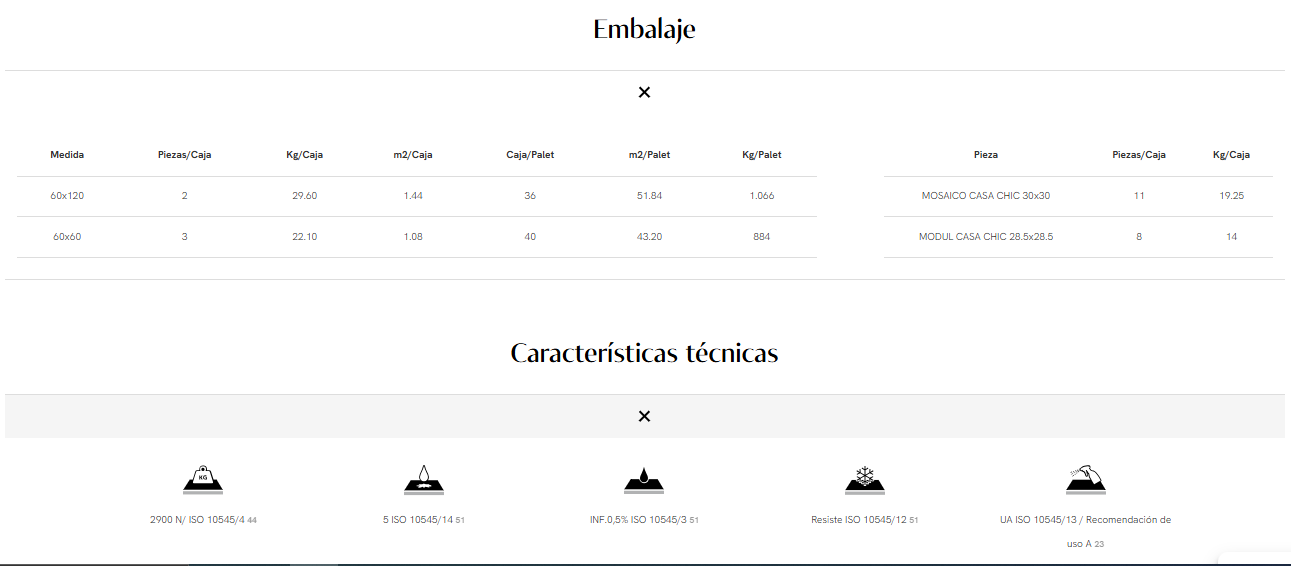 Embalaje
×
Medida Piezas/Caja Kg/Caja m2/Caja Caja/Palet m2/Palet Kg/Palet
60x120 2 29.60 1.44 36 51.84 1.066
60x60 3 22.10 1.08 40 43.20 884
Pieza Piezas/Caja Kg/Caja
MOSAICO CASA CHIC 30x30 11 19.25
MODUL CASA CHIC 28.5x28.5 8 14
Características técnicas
×
KG
2900 N/ ISO 10545/4 44
5 ISO 10545/14 51
INF.0,5% ISO 10545/3 51
Resiste ISO 10545/12 51
UA ISO 10545/13 / Recomendación de
uso A 23